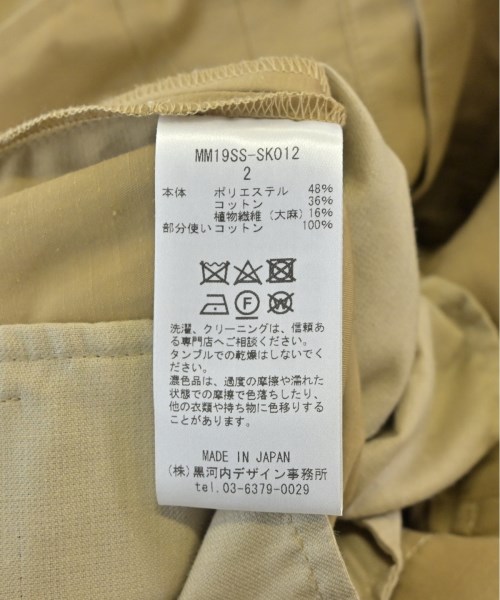 MM19SS-SK012
2
本体 ポリエステル 48%
コットン 36%
植物繊維 (大麻) 16%
部分使い コットン 100%
F W
洗濯、クリーニングは、信頼あ
る専門店へご相談ください。
タンブルでの乾燥はしないでく
ださい。
濃色品は、過度の摩擦や濡れた
状態での摩擦で色落ちしたり、
他の衣類や持ち物に色移りする
ことがあります。
MADE IN JAPAN
(株)黒河内デザイン事務所
tel.03-6379-0029